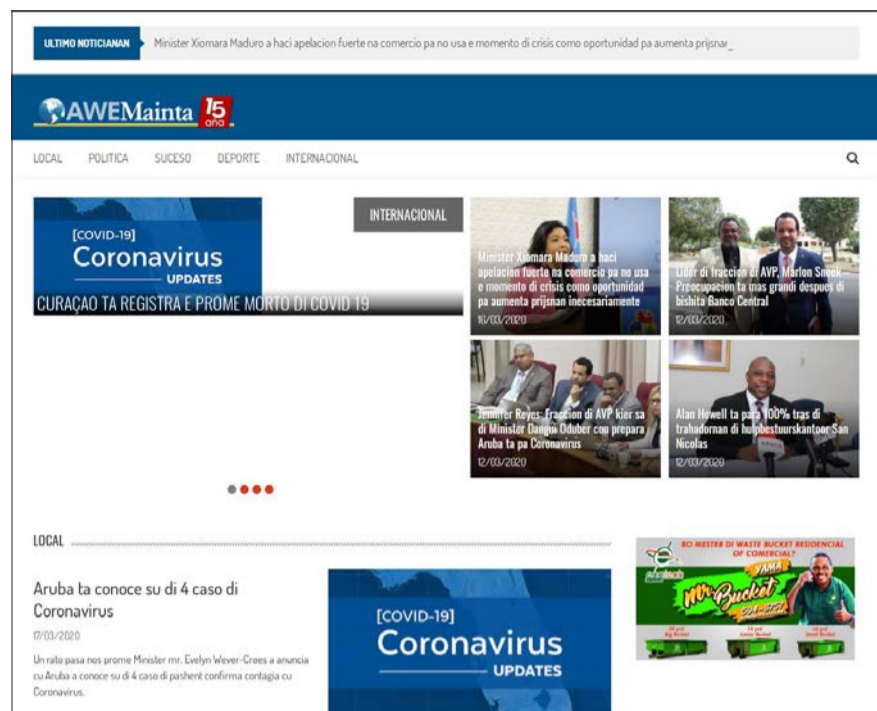 ULTIMO NOTICIANAN
Minister Xiomara Maduro a haci apelacion fuerte na comercio pa no usa e momento di crisis como oportunidad pa aumenta prijsnar_
AWEMainta 15
año
LOCAL POLITICA SUCESO DEPORTE INTERNACIONAL
INTERNACIONAL
[COVID-19]
Coronavirus
UPDATES
CURAÇAO TA REGISTRA E PROME MORTO DI COVID 19
Minister Xiomara Maduro a haci
apelacion fuerte na comercio pa no usa
e momento di crisis como oportunidad
pa aumenta prijsnan inecesariamente
16/03/2020
Lider di fraccion di AVP, Marlon Sneek
Preocupacion ta mas grandi despues di
bishita Banco Central
12/03/2020
Jennifer Reyes: Fraccion di AVP kier sa
di Minister Dangui Oduber con prepara
Aruba ta pa Coronavirus
12/03/2020
Alan Howell ta para 100% tras di
trahadornan di hulpbestuurskantoor San
Nicolas
12/03/2020
LOCAL
Aruba ta conoce su di 4 caso di
Coronavirus
17/03/2020
Un rato pasa nos prome Minister mr. Evelyn Wever-Croes a anuncia
cu Aruba a conoce su di 4 caso di pashent confirma contagia cu
Coronavirus.
[COVID-19]
Coronavirus
UPDATES
BO MESTER DI WASTE BUCKET RESIDENCIAL
OF COMERCIAL?
YAMA
Mr Bucket
Big Bucket
Junior Bucket
Small Bucket